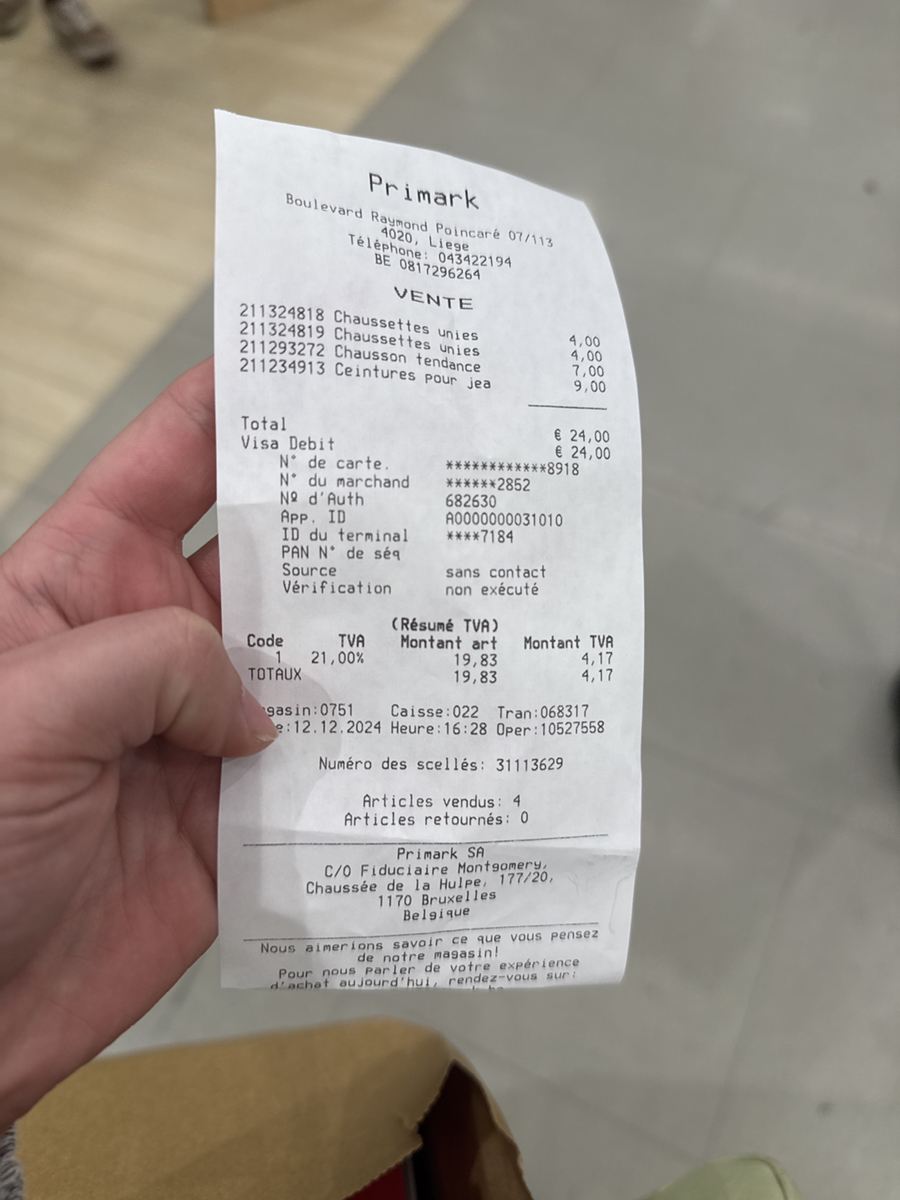 Primark
Boulevard Raymond Poincaré 07/113
4020, Liege
Téléphone: 043422194
BE 0817296264
VENTE
211324818 Chaussettes unies 4,00
211324819 Chaussettes unies 4,00
211293272 Chausson tendance 7,00
211234913 Ceintures pour jea 9,00
Total € 24,00
Visa Debit € 24,00
N° de carte. ************8918
N° du marchand ******2852
Nº d'Auth 682630
App. ID A0000000031010
ID du terminal ****7184
PAN N° de séq
Source sans contact
Vérification non exécuté
(Résumé TVA)
Code TVA Montant art Montant TVA
1 21,00% 19,83 4,17
TOTAUX 19,83 4,17
gasin:0751 Caisse:022 Tran:068317
e:12.12.2024 Heure:16:28 Oper:10527558
Numéro des scellés: 31113629
Articles vendus: 4
Articles retournés: 0
Primark SA
C/O Fiduciaire Montgomery,
Chaussée de la Hulpe, 177/20,
1170 Bruxelles
Belgique
Nous aimerions savoir ce que vous pensez
de notre magasin!
Pour nous parler de votre expérience
d'achat aujourd'hui, rendez-vous sur: